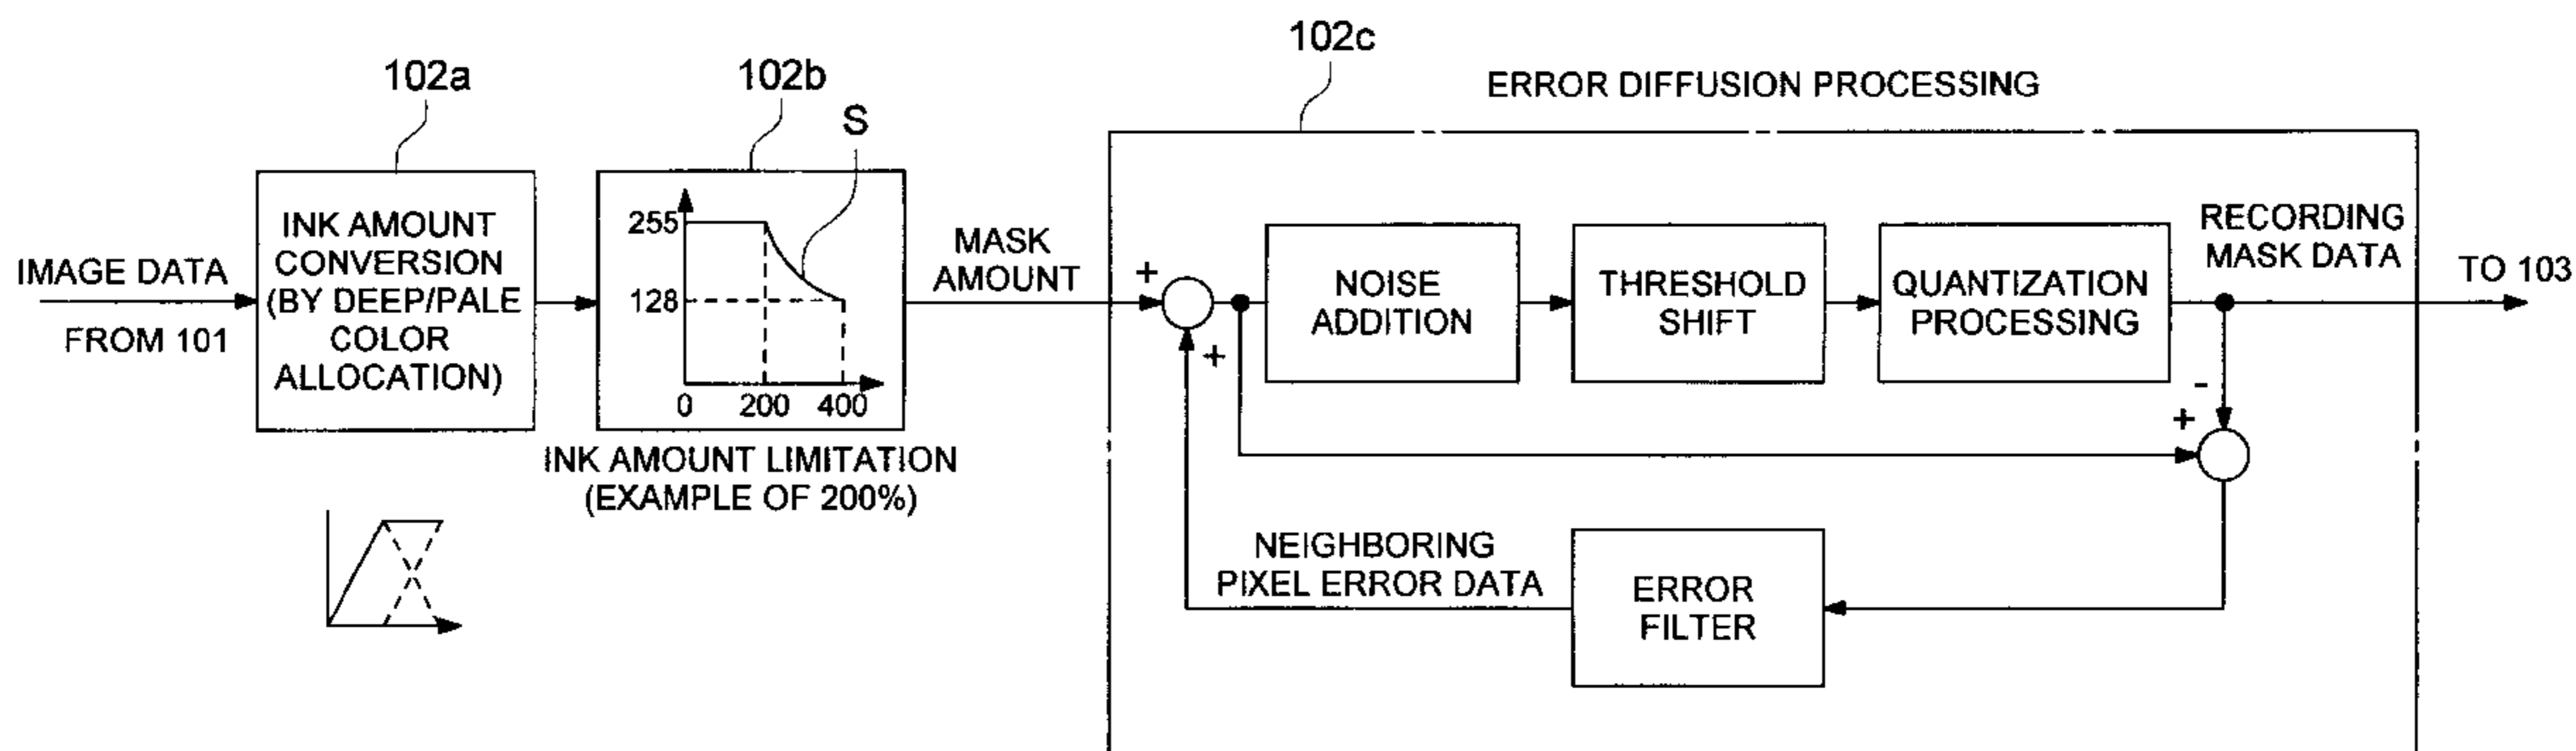 102a
102b
S
102c
ERROR DIFFUSION PROCESSING
IMAGE DATA
FROM 101
INK AMOUNT
CONVERSION
(BY DEEP/PALE
COLOR
ALLOCATION)
255
128
0 200 400
INK AMOUNT LIMITATION
(EXAMPLE OF 200%)
MASK
AMOUNT
+
+
NOISE
ADDITION
THRESHOLD
SHIFT
QUANTIZATION
PROCESSING
RECORDING
MASK DATA
TO 103
-
+
NEIGHBORING
PIXEL ERROR DATA
ERROR
FILTER